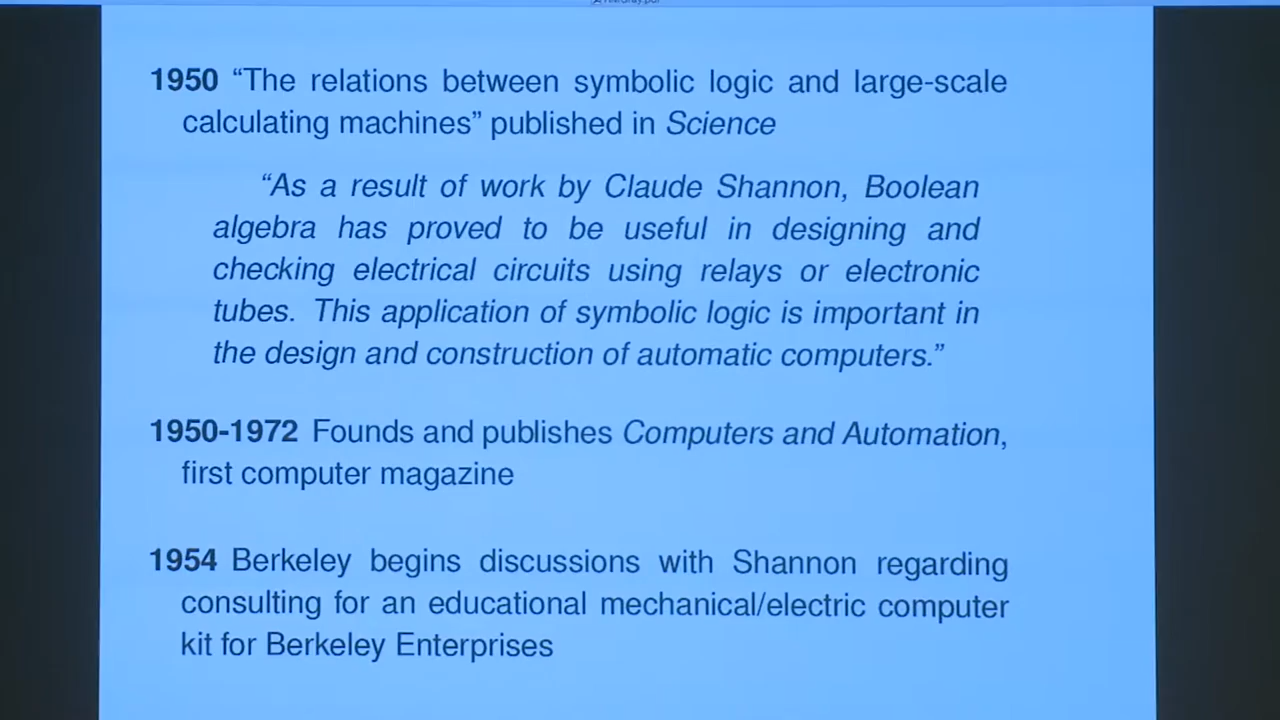 1950 “The relations between symbolic logic and large-scale
calculating machines” published in Science
“As a result of work by Claude Shannon, Boolean
algebra has proved to be useful in designing and
checking electrical circuits using relays or electronic
tubes. This application of symbolic logic is important in
the design and construction of automatic computers.”
1950-1972 Founds and publishes Computers and Automation,
first computer magazine
1954 Berkeley begins discussions with Shannon regarding
consulting for an educational mechanical/electric computer
kit for Berkeley Enterprises